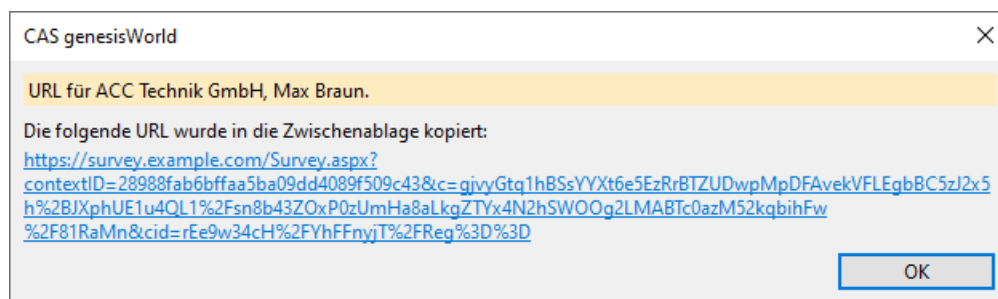 CAS genesisWorld
URL für ACC Technik GmbH, Max Braun.
Die folgende URL wurde in die Zwischenablage kopiert:
https://survey.example.com/Survey.aspx?
contextID=28988fab6bffaa5ba09dd4089f509c43&c=gjvyGtq1hBSsYYXt6e5EzRrBTZUDwpMpDFAvekVFLEgbBC5zJ2x5
h%2BJXphUE1u4QL1%2Fsn8b43ZOxP0zUmHa8aLkgZTYx4N2hSWOOg2LMABTc0azM52kqbihFw
%2F81RaMn&cid=rEe9w34cH%2FYhFFnyjT%2FReg%3D%3D
OK